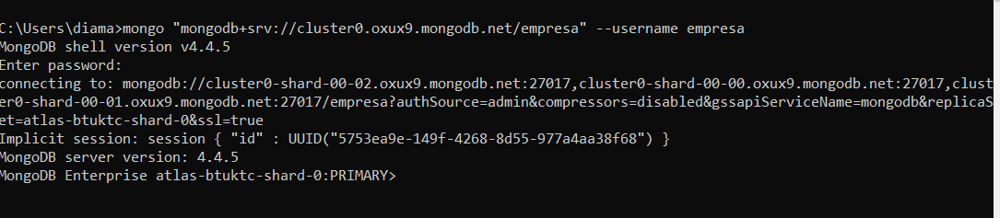 C:\Users\diama>mongo "mongodb+srv://cluster0.oxux9.mongodb.net/empresa" --username empresa
MongoDB shell version v4.4.5
Enter password:
connecting to: mongodb://cluster0-shard-00-02.oxux9.mongodb.net:27017,cluster0-shard-00-00.oxux9.mongodb.net:27017,clust
er0-shard-00-01.oxux9.mongodb.net:27017/empresa?authSource=admin&compressors=disabled&gssapiServiceName=mongodb&replicaS
et=atlas-btuktc-shard-0&ssl=true
Implicit session: session { "id" : UUID("5753ea9e-149f-4268-8d55-977a4aa38f68") }
MongoDB server version: 4.4.5
MongoDB Enterprise atlas-btuktc-shard-0:PRIMARY>